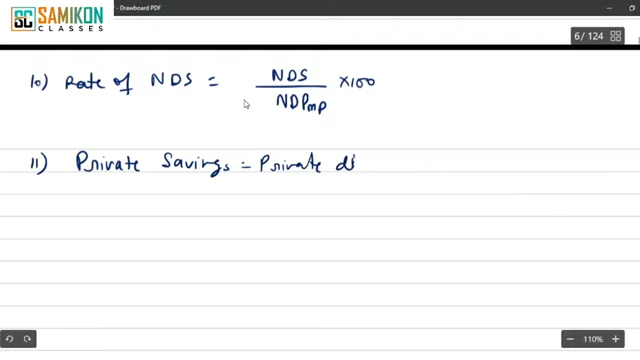 SC SAMIKON CLASSES
- Drawboard PDF
6 / 124
10) Rate of NDS = NDS / NDPmp ×100
11) Private Savings = Private di
110%